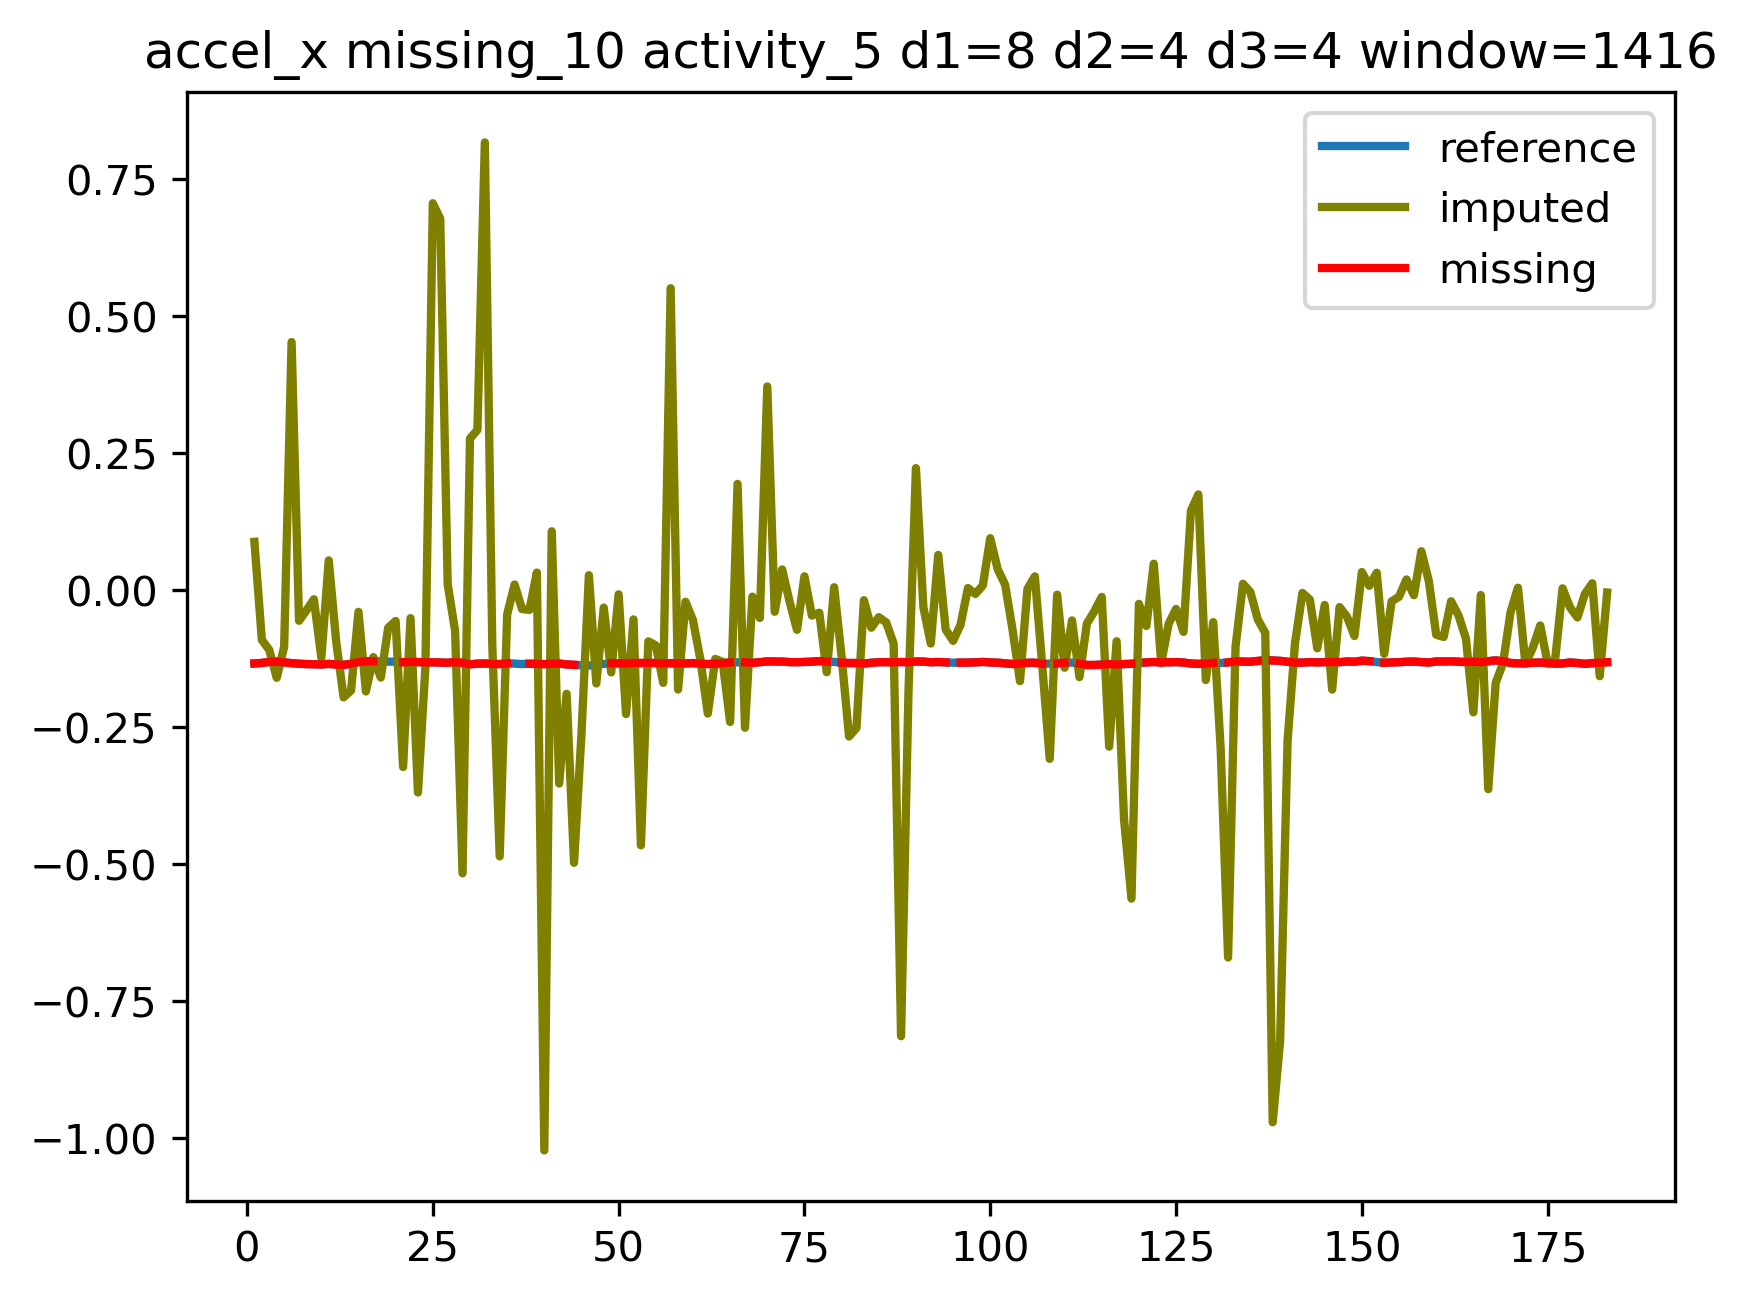 accel_x missing_10 activity_5 d1=8 d2=4 d3=4 window=1416
reference
imputed
missing
0.75
0.50
0.25
0.00
−0.25
−0.50
−0.75
−1.00
0 25 50 75 100 125 150 175